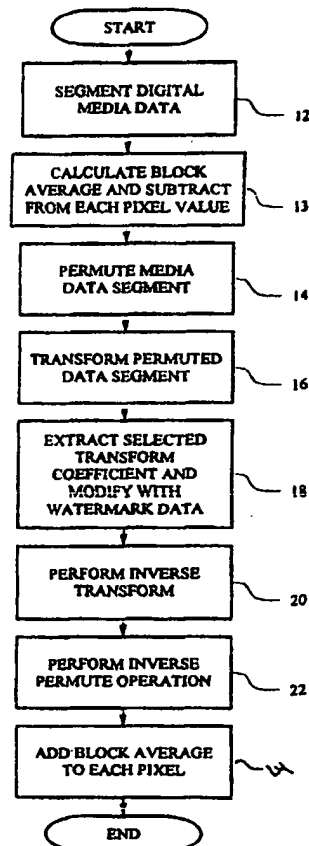 START
SEGMENT DIGITAL
MEDIA DATA
12
CALCULATE BLOCK
AVERAGE AND SUBTRACT
FROM EACH PIXEL VALUE
13
PERMUTE MEDIA
DATA SEGMENT
14
TRANSFORM PERMUTED
DATA SEGMENT
16
EXTRACT SELECTED
TRANSFORM
COEFFICIENT AND
MODIFY WITH
WATERMARK DATA
18
PERFORM INVERSE
TRANSFORM
20
PERFORM INVERSE
PERMUTE OPERATION
22
ADD BLOCK AVERAGE
TO EACH PIXEL
END